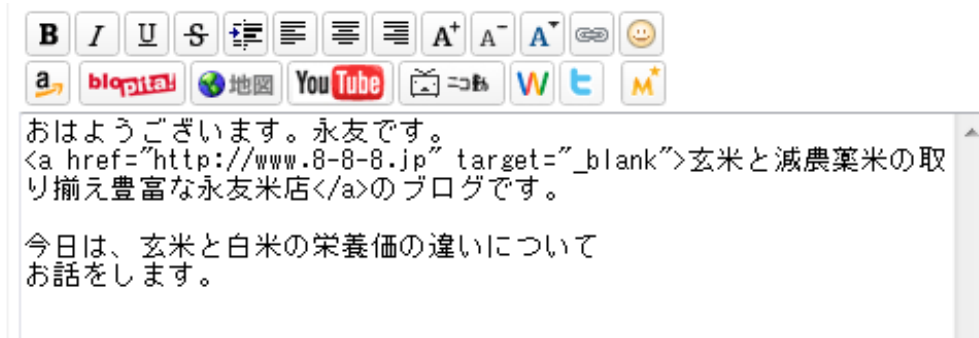 B I U S A+ A- A
a blogpita! 地図 YouTube ニコ動 W t M
おはようございます。永友です。
<a href="http://www.8-8-8.jp" target="_blank">玄米と減農薬米の取
り揃え豊富な永友米店</a>のブログです。
今日は、玄米と白米の栄養価の違いについて
お話をします。